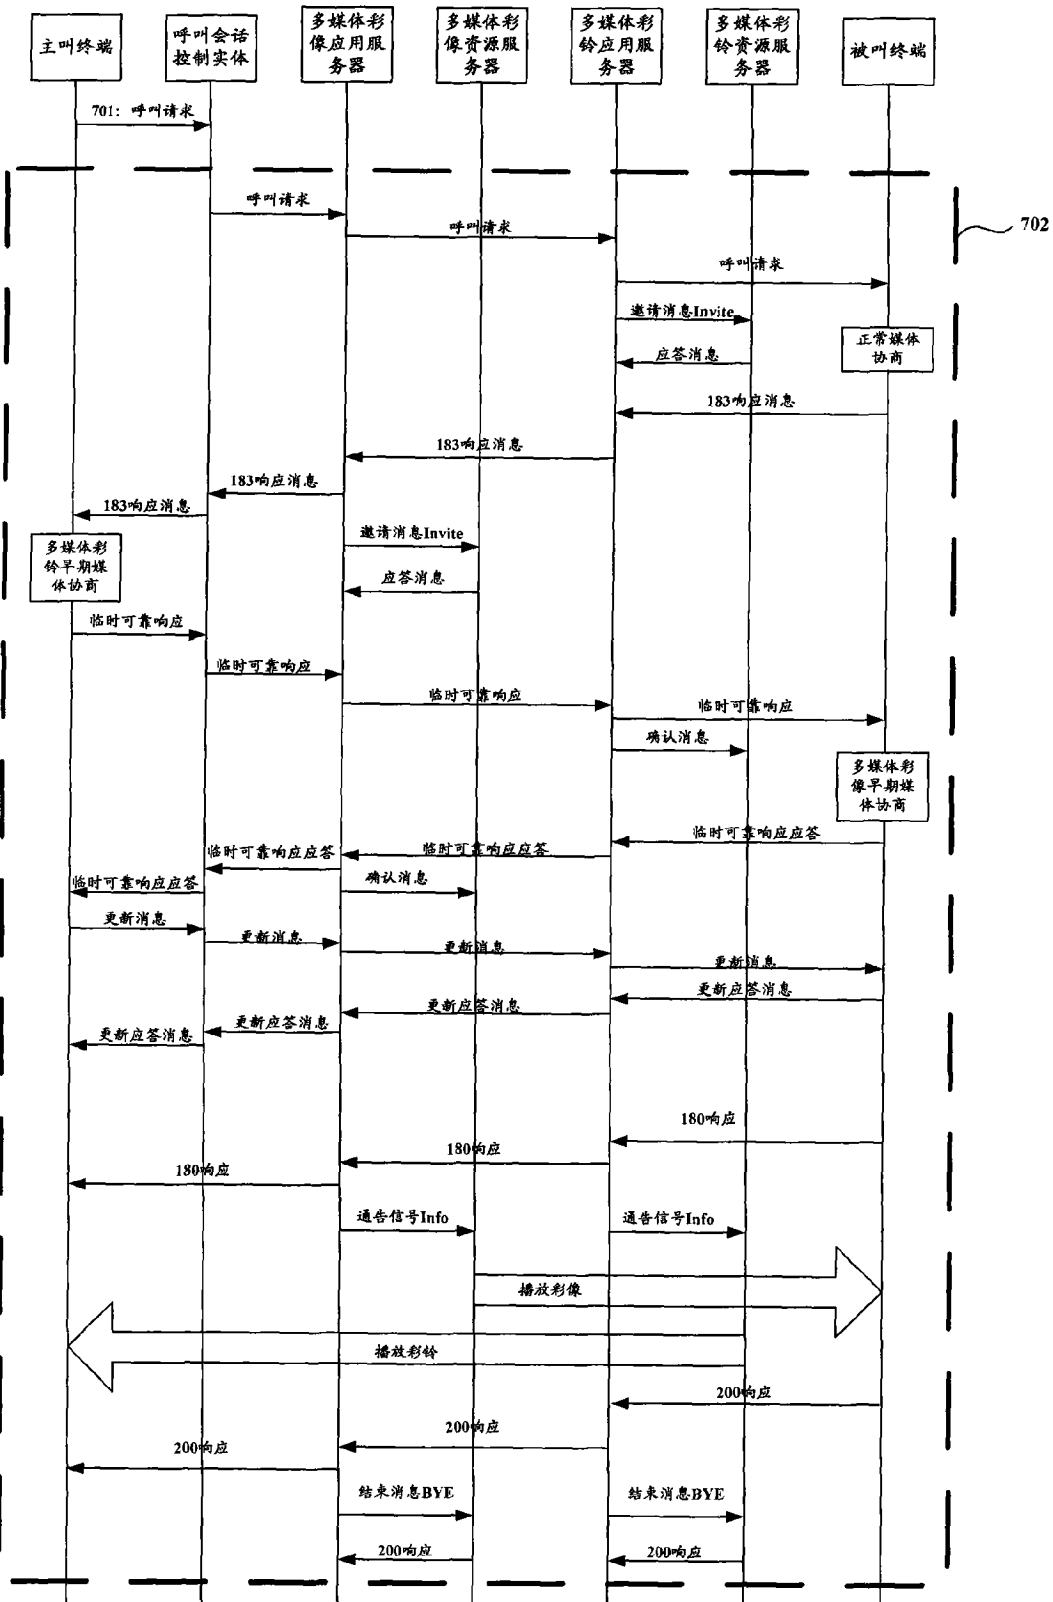 主叫终端
呼叫会话
控制实体
多媒体彩
像应用服
务器
多媒体彩
像资源服
务器
多媒体彩
铃应用服
务器
多媒体彩
铃资源服
务器
被叫终端
701：呼叫请求
呼叫请求
702
呼叫请求
呼叫请求
邀请消息Invite
正常媒体
协商
应答消息
183响应消息
183响应消息
183响应消息
183响应消息
邀请消息Invite
多媒体彩
铃早期媒
体协商
应答消息
临时可靠响应
临时可靠响应
临时可靠响应
临时可靠响应
确认消息
多媒体彩
像早期媒
体协商
临时可靠响应应答
临时可靠响应应答
临时可靠响应应答
临时可靠响应应答
确认消息
更新消息
更新消息
更新消息
更新消息
更新应答消息
更新应答消息
更新应答消息
更新应答消息
180响应
180响应
180响应
通告信号Info
通告信号Info
播放彩像
播放彩铃
200响应
200响应
200响应
结束消息BYE
结束消息BYE
200响应
200响应